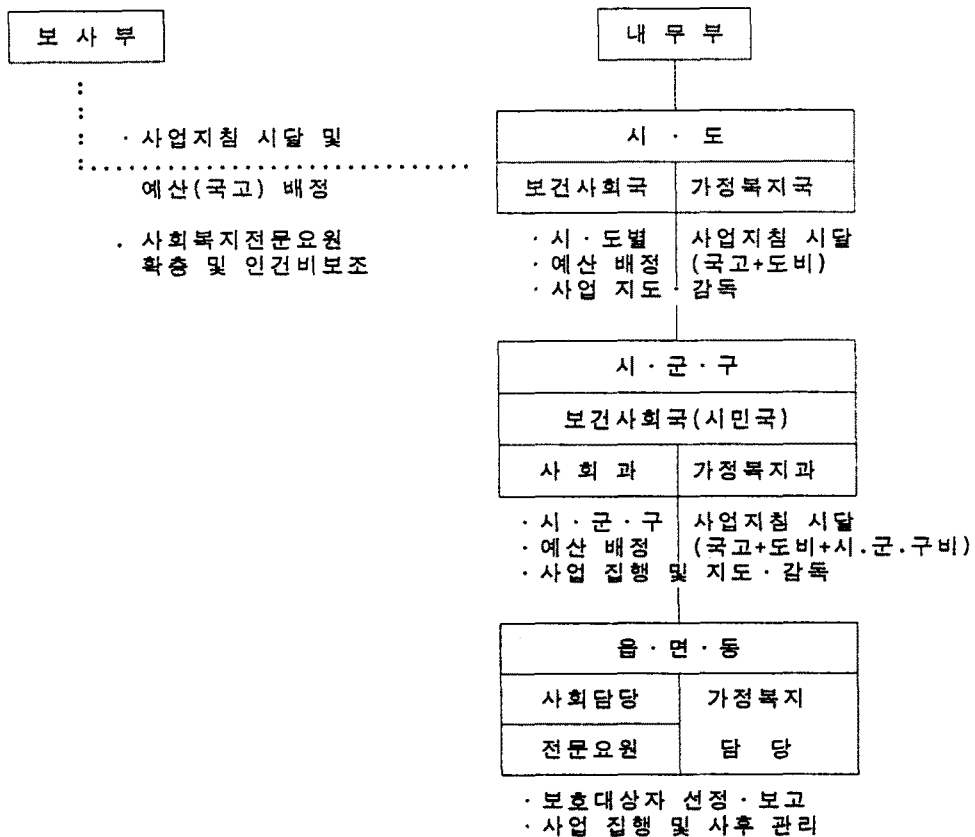 보 사 부
내 무 부
· 사업지침 시달 및
예산(국고) 배정
. 사회복지전문요원
확충 및 인건비보조
시 · 도
보건사회국 가정복지국
· 시 · 도별 사업지침 시달
· 예산 배정 (국고+도비)
· 사업 지도 · 감독
시 · 군 · 구
보건사회국(시민국)
사 회 과 가정복지과
· 시 · 군 · 구 사업지침 시달
· 예산 배정 (국고+도비+시.군.구비)
· 사업 집행 및 지도 · 감독
읍 · 면 · 동
사회담당 가정복지
전문요원 담 당
· 보호대상자 선정 · 보고
· 사업 집행 및 사후 관리